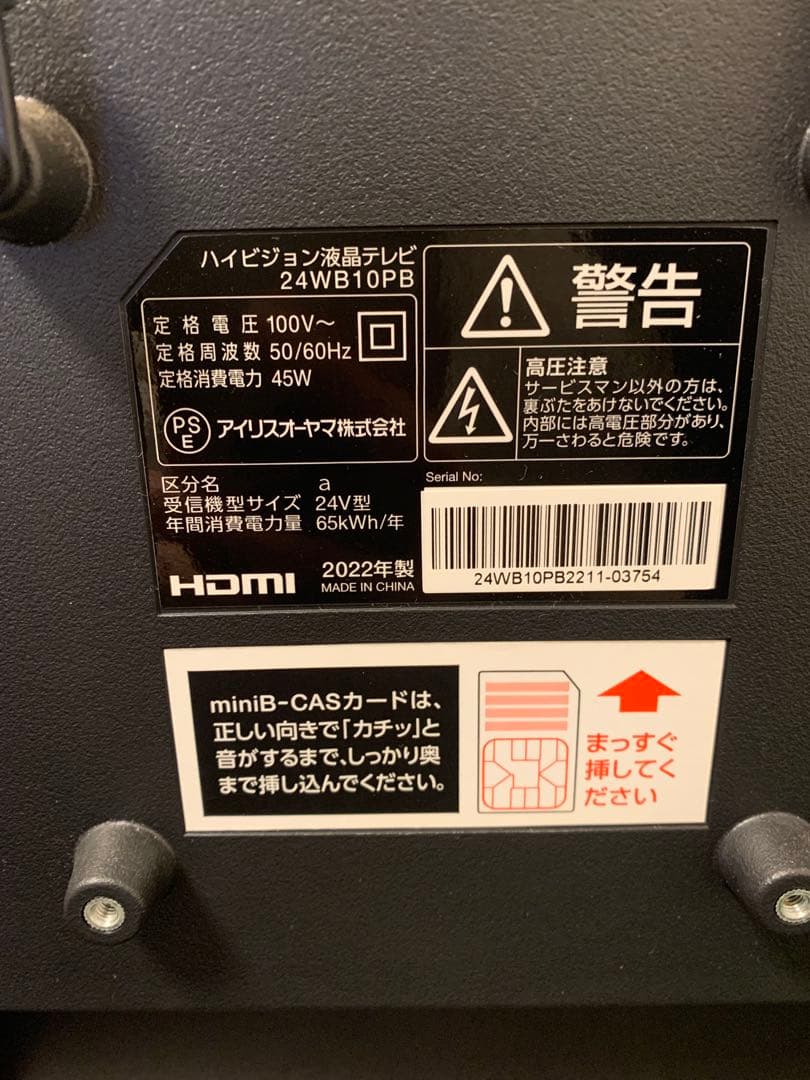 ハイビジョン液晶テレビ
24WB10PB
定格電圧 100V～
定格周波数 50/60Hz
定格消費電力 45W
PS
E
アイリスオーヤマ株式会社
区分名 a
受信機型サイズ 24V型
年間消費電力量 65kWh/年
HDMI
2022年製
MADE IN CHINA
警告
高圧注意
サービスマン以外の方は、
裏ぶたをあけないでください。
内部には高電圧部分があり、
万一さわると危険です。
Serial No:
24WB10PB2211-03754
miniB-CASカードは、
正しい向きで「カチッ」と
音がするまで、しっかり奥
まで挿し込んでください。
まっすぐ
挿してく
ださい